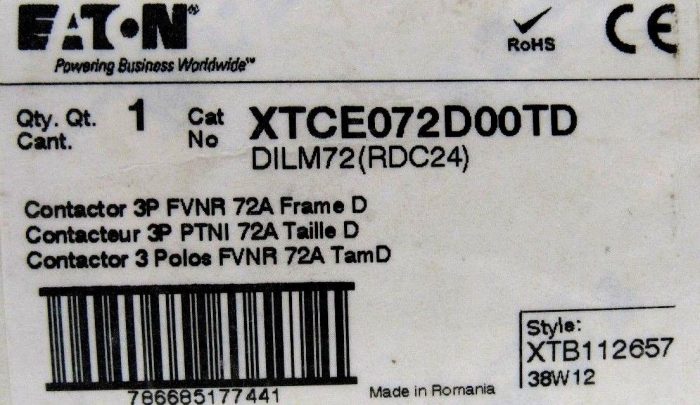 EATON
Powering Business Worldwide™
RoHS
CE
Qty. Qt. 1 Cat XTCE072D00TD
Cant. No
DILM72(RDC24)
Contactor 3P FVNR 72A Frame D
Contacteur 3P PTNI 72A Taille D
Contactor 3 Polos FVNR 72A TamD
786685177441
Made in Romania
Style:
XTB112657
38W12